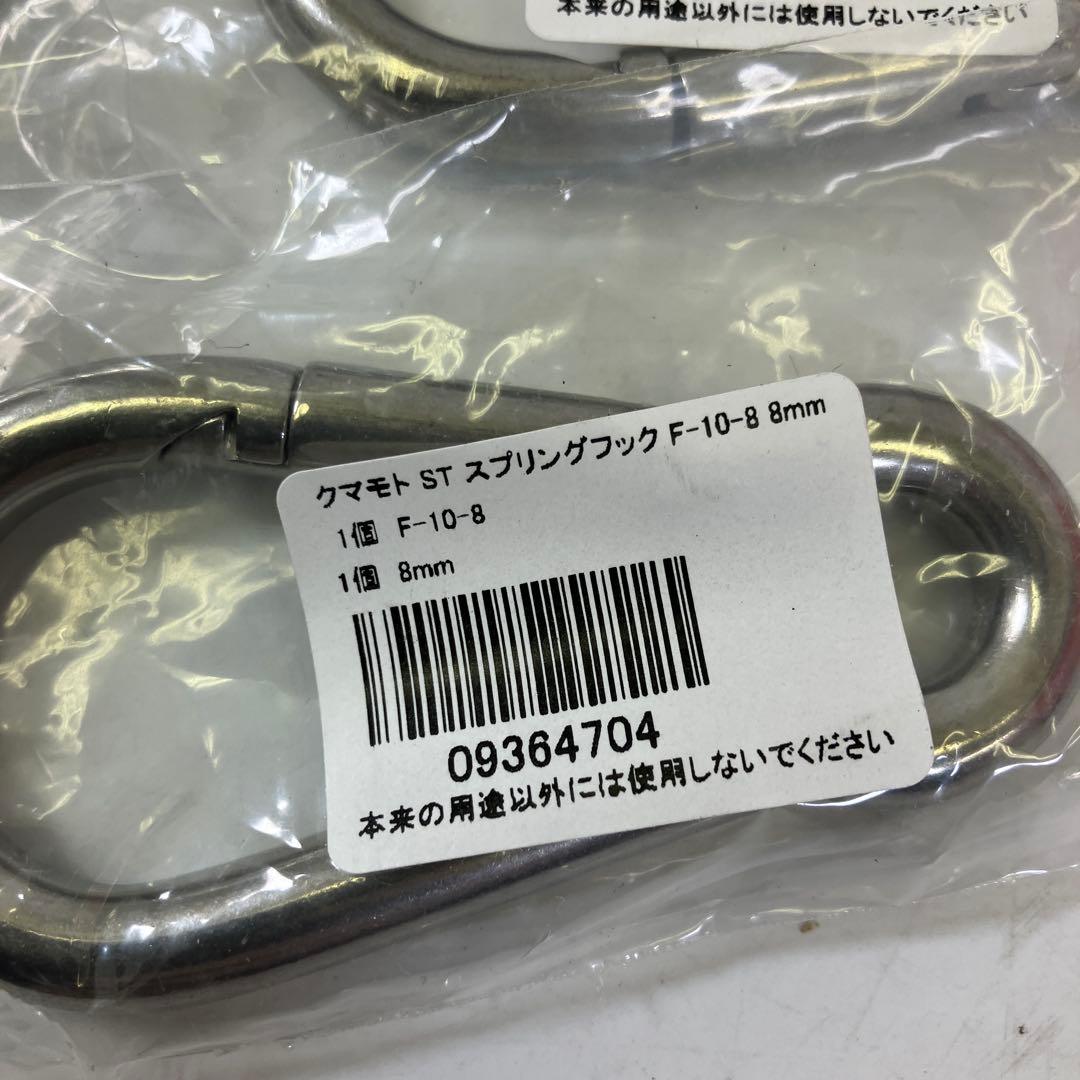 本来の用途以外には使用しないでください
クマモト ST スプリングフック F-10-8 8mm
1個 F-10-8
1個 8mm
09364704
本来の用途以外には使用しないでください